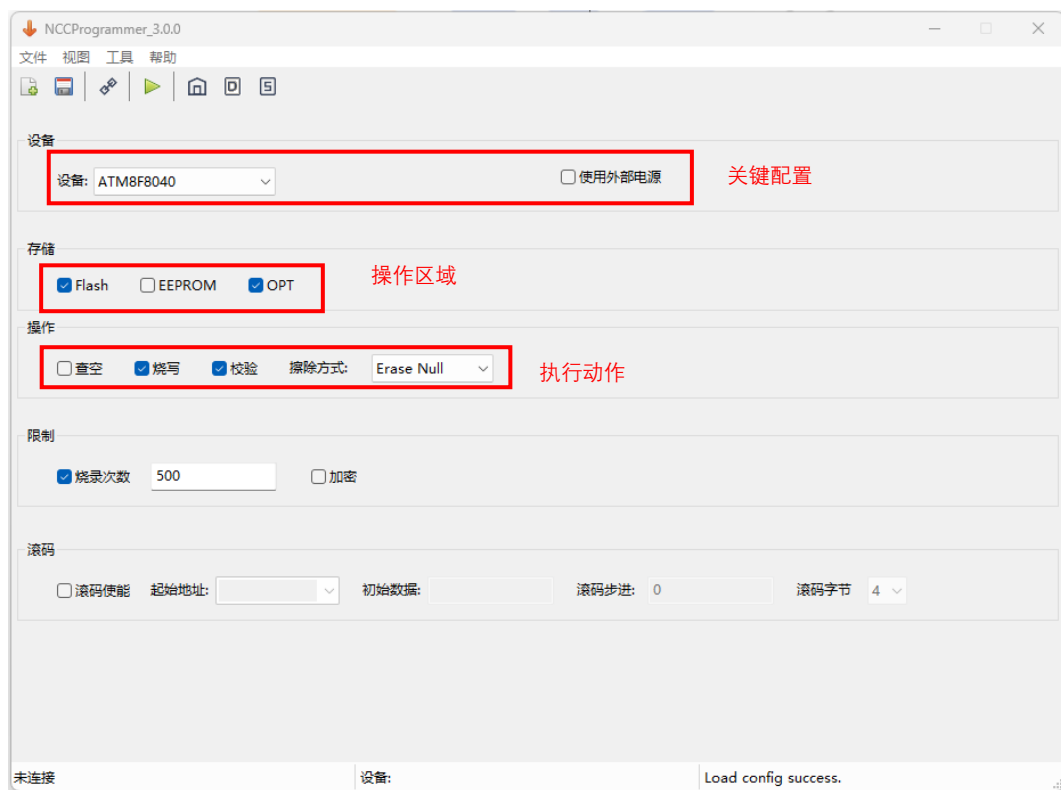 NCCProgrammer_3.0.0
文件 视图 工具 帮助
D S
设备
设备: ATM8F8040 使用外部电源 关键配置
存储
Flash EEPROM OPT 操作区域
操作
查空 烧写 校验 擦除方式: Erase Null 执行动作
限制
烧录次数 500 加密
滚码
滚码使能 起始地址: 初始数据: 滚码步进: 0 滚码字节 4
未连接 设备: Load config success.